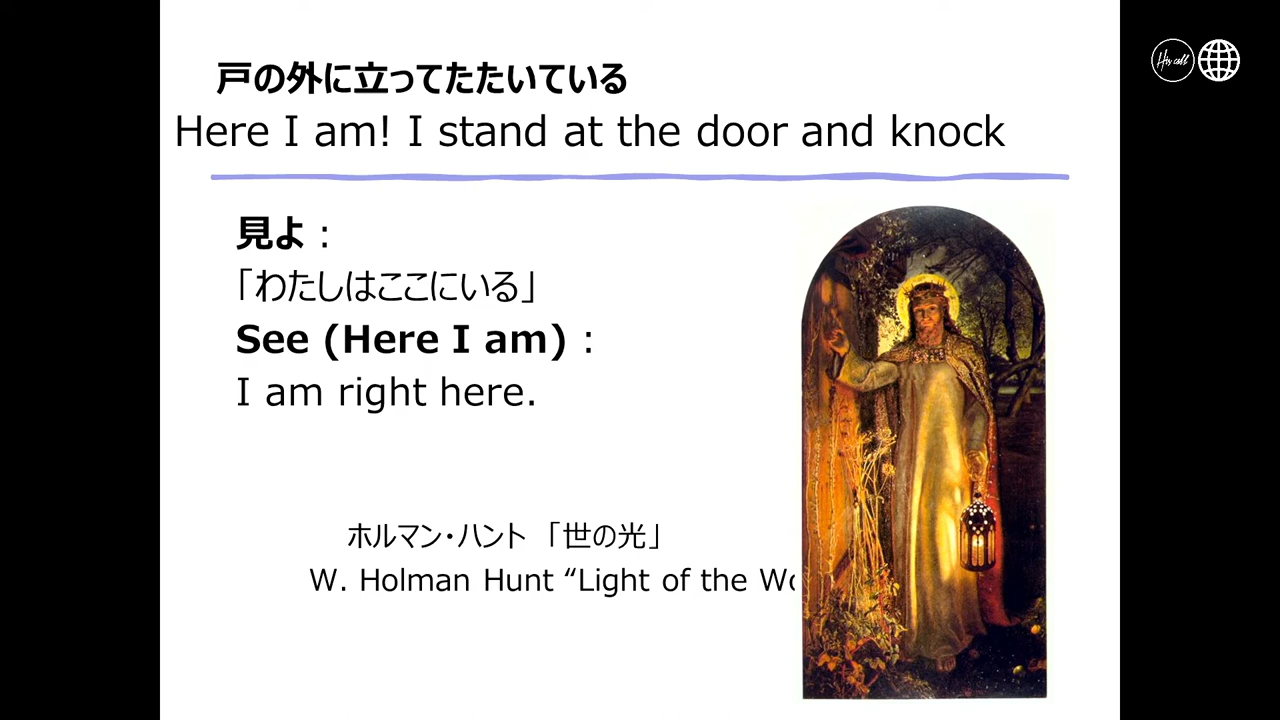 戸の外に立ってたたいている
Here I am! I stand at the door and knock
見よ：
「わたしはここにいる」
See (Here I am)：
I am right here.
ホルマン・ハント 「世の光」
W. Holman Hunt “Light of the Wo
His call